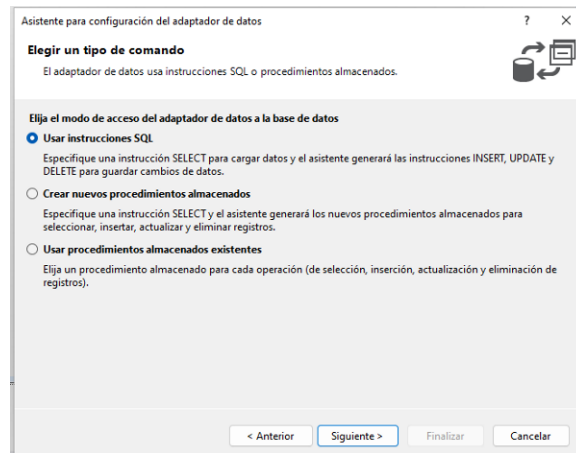 Asistente para configuración del adaptador de datos ? ×
Elegir un tipo de comando
El adaptador de datos usa instrucciones SQL o procedimientos almacenados.
Elija el modo de acceso del adaptador de datos a la base de datos
Usar instrucciones SQL
Especifique una instrucción SELECT para cargar datos y el asistente generará las instrucciones INSERT, UPDATE y
DELETE para guardar cambios de datos.
Crear nuevos procedimientos almacenados
Especifique una instrucción SELECT y el asistente generará los nuevos procedimientos almacenados para
seleccionar, insertar, actualizar y eliminar registros.
Usar procedimientos almacenados existentes
Elija un procedimiento almacenado para cada operación (de selección, inserción, actualización y eliminación de
registros).
< Anterior Siguiente > Finalizar Cancelar